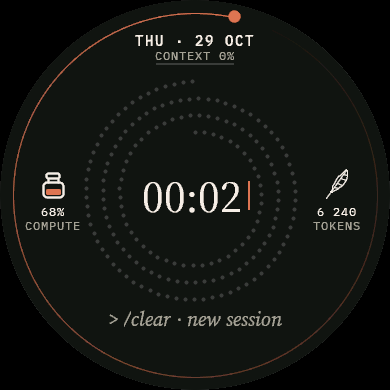 THU · 29 OCT
CONTEXT 0%
00:02
68%
COMPUTE
6 240
TOKENS
> /clear · new session